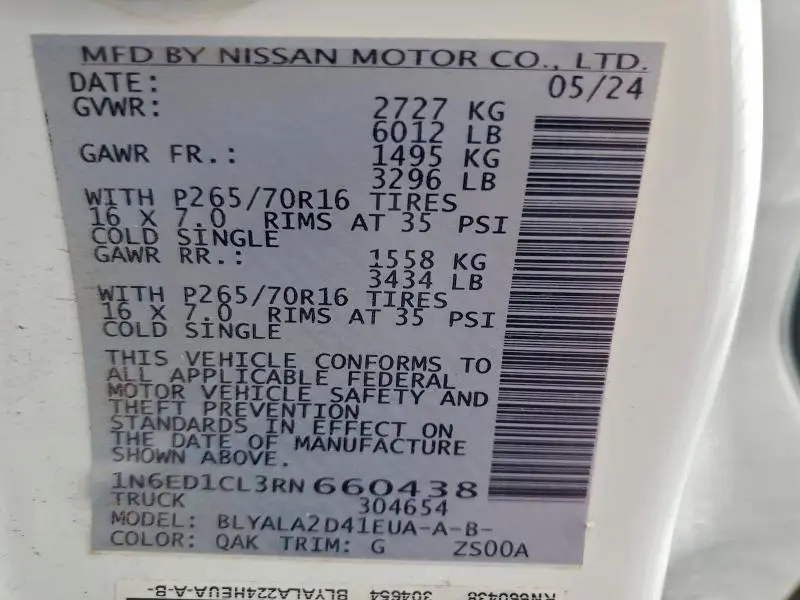 MFD BY NISSAN MOTOR CO., LTD.
DATE: 05/24
GVWR: 2727 KG
6012 LB
GAWR FR.: 1495 KG
3296 LB
WITH P265/70R16 TIRES
16 X 7.0 RIMS AT 35 PSI
COLD SINGLE
GAWR RR.: 1558 KG
3434 LB
WITH P265/70R16 TIRES
16 X 7.0 RIMS AT 35 PSI
COLD SINGLE
THIS VEHICLE CONFORMS TO
ALL APPLICABLE FEDERAL
MOTOR VEHICLE SAFETY AND
THEFT PREVENTION
STANDARDS IN EFFECT ON
THE DATE OF MANUFACTURE
SHOWN ABOVE.
1N6ED1CL3RN660438
TRUCK 304654
MODEL: BLYALA2D41EUA-A-B-
COLOR: QAK TRIM: G ZS00A
RN660438 304654 BLYALA224HEUA-A-B-